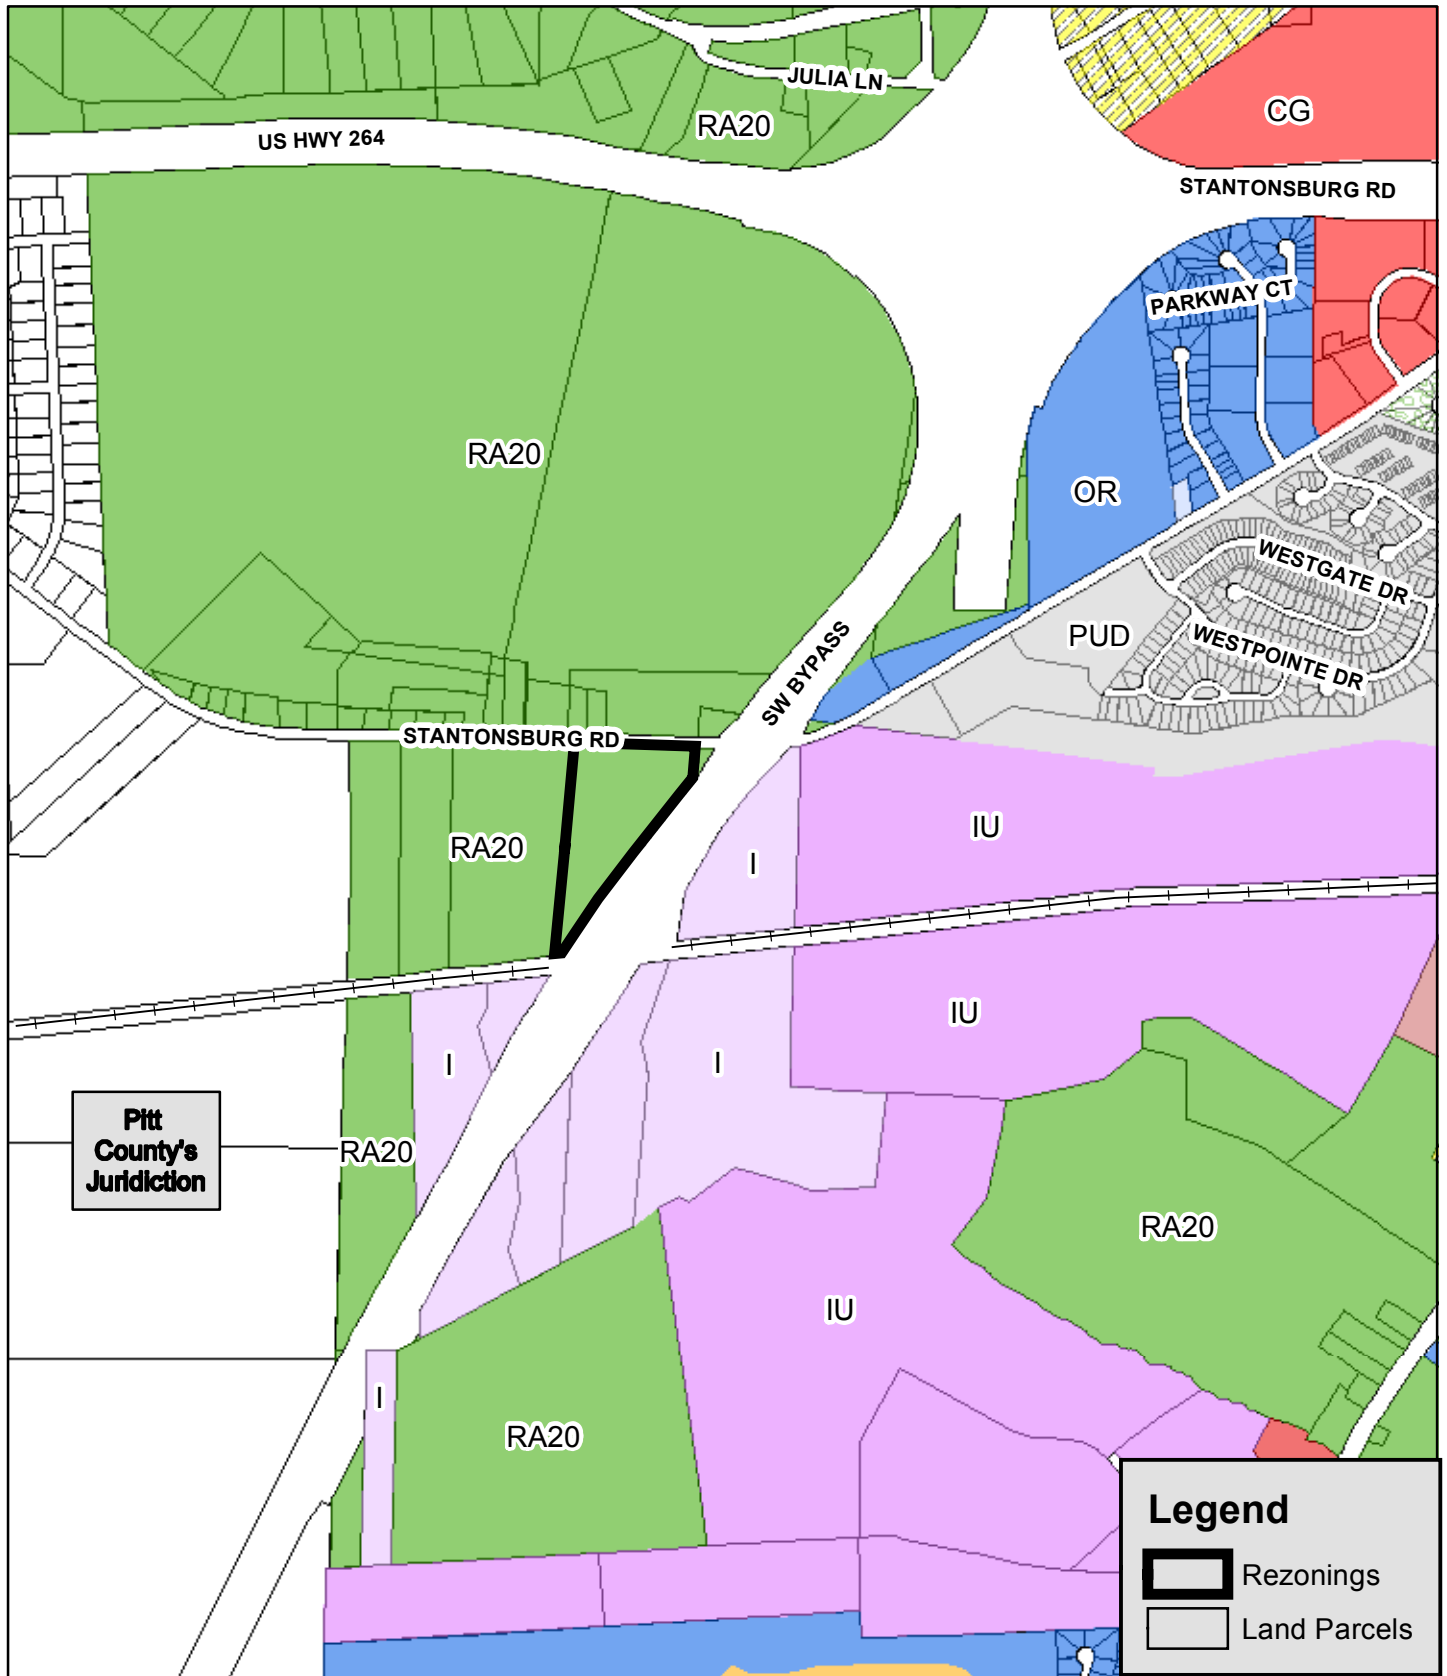 JULIA LN
RA20
CG
US HWY 264
STANTONSBURG RD
PARKWAY CT
RA20
OR
WESTGATE DR
PUD
WESTPOINTE DR
SW BYPASS
STANTONSBURG RD
IU
RA20
I
IU
I
I
Pitt
County's
Juridiction
RA20
RA20
IU
I
RA20
Legend
Rezonings
Land Parcels